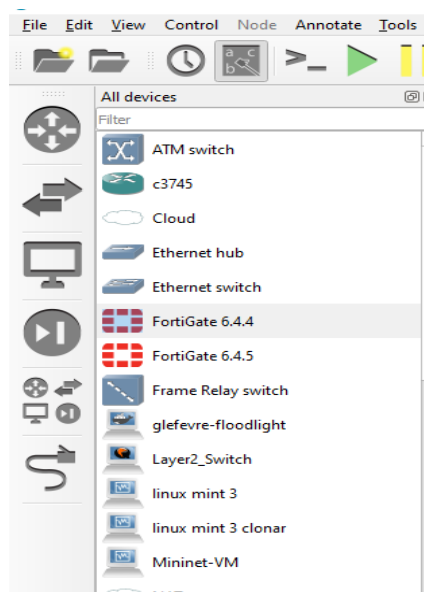 File Edit View Control Node Annotate Tools
a c
b
>_
All devices
Filter
ATM switch
c3745
Cloud
Ethernet hub
Ethernet switch
FortiGate 6.4.4
FortiGate 6.4.5
Frame Relay switch
glefevre-floodlight
Layer2_Switch
linux mint 3
linux mint 3 clonar
Mininet-VM